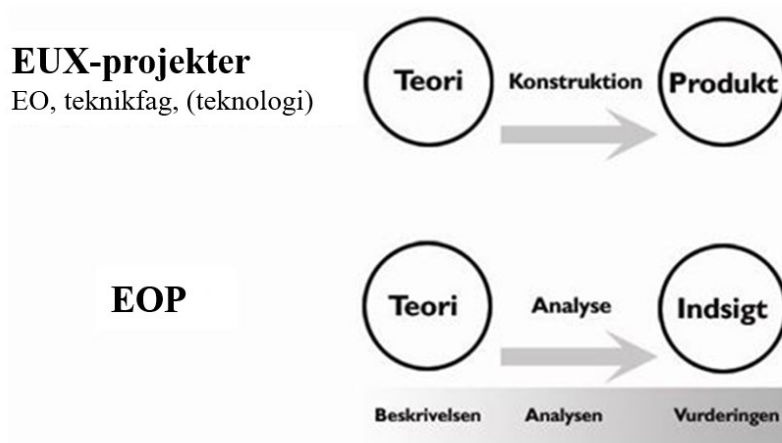 EUX-projekter
EO, teknikfag, (teknologi)
Teori
Konstruktion
Produkt
EOP
Teori
Analyse
Indsigt
Beskrivelsen
Analysen
Vurderingen